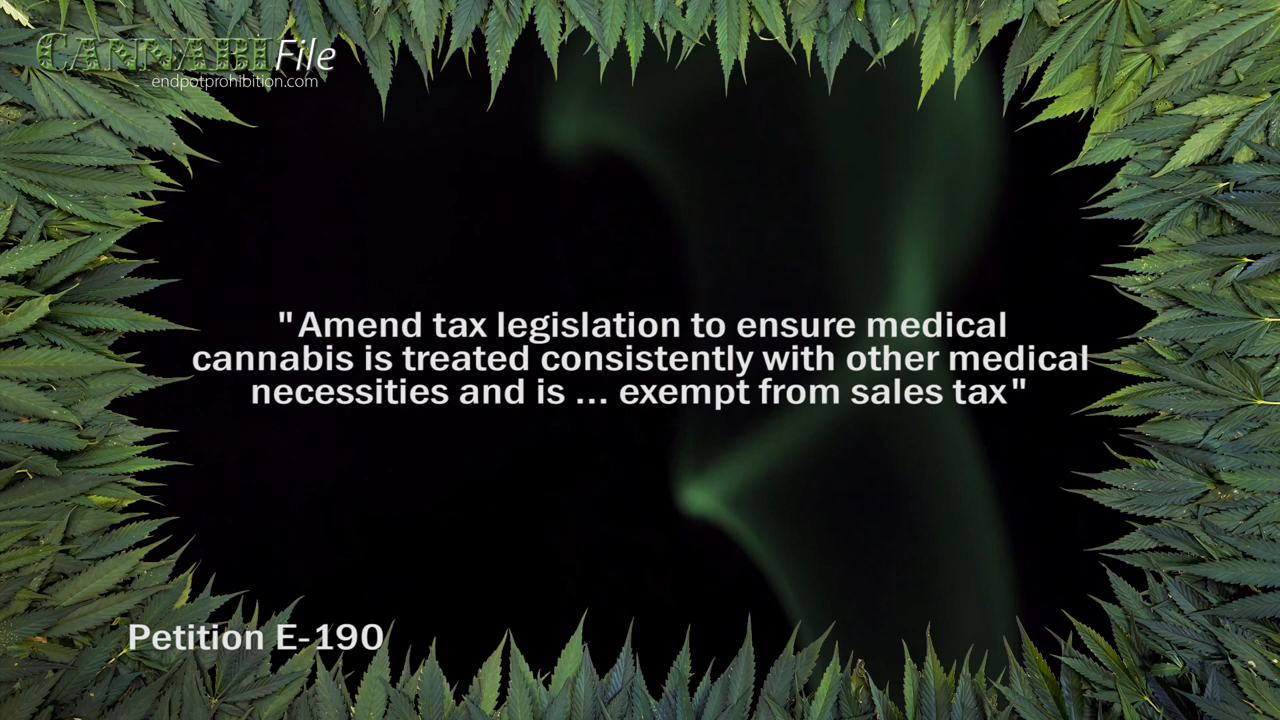 CANNABIFile
endpotprohibition.com
"Amend tax legislation to ensure medical
cannabis is treated consistently with other medical
necessities and is ... exempt from sales tax"
Petition E-190